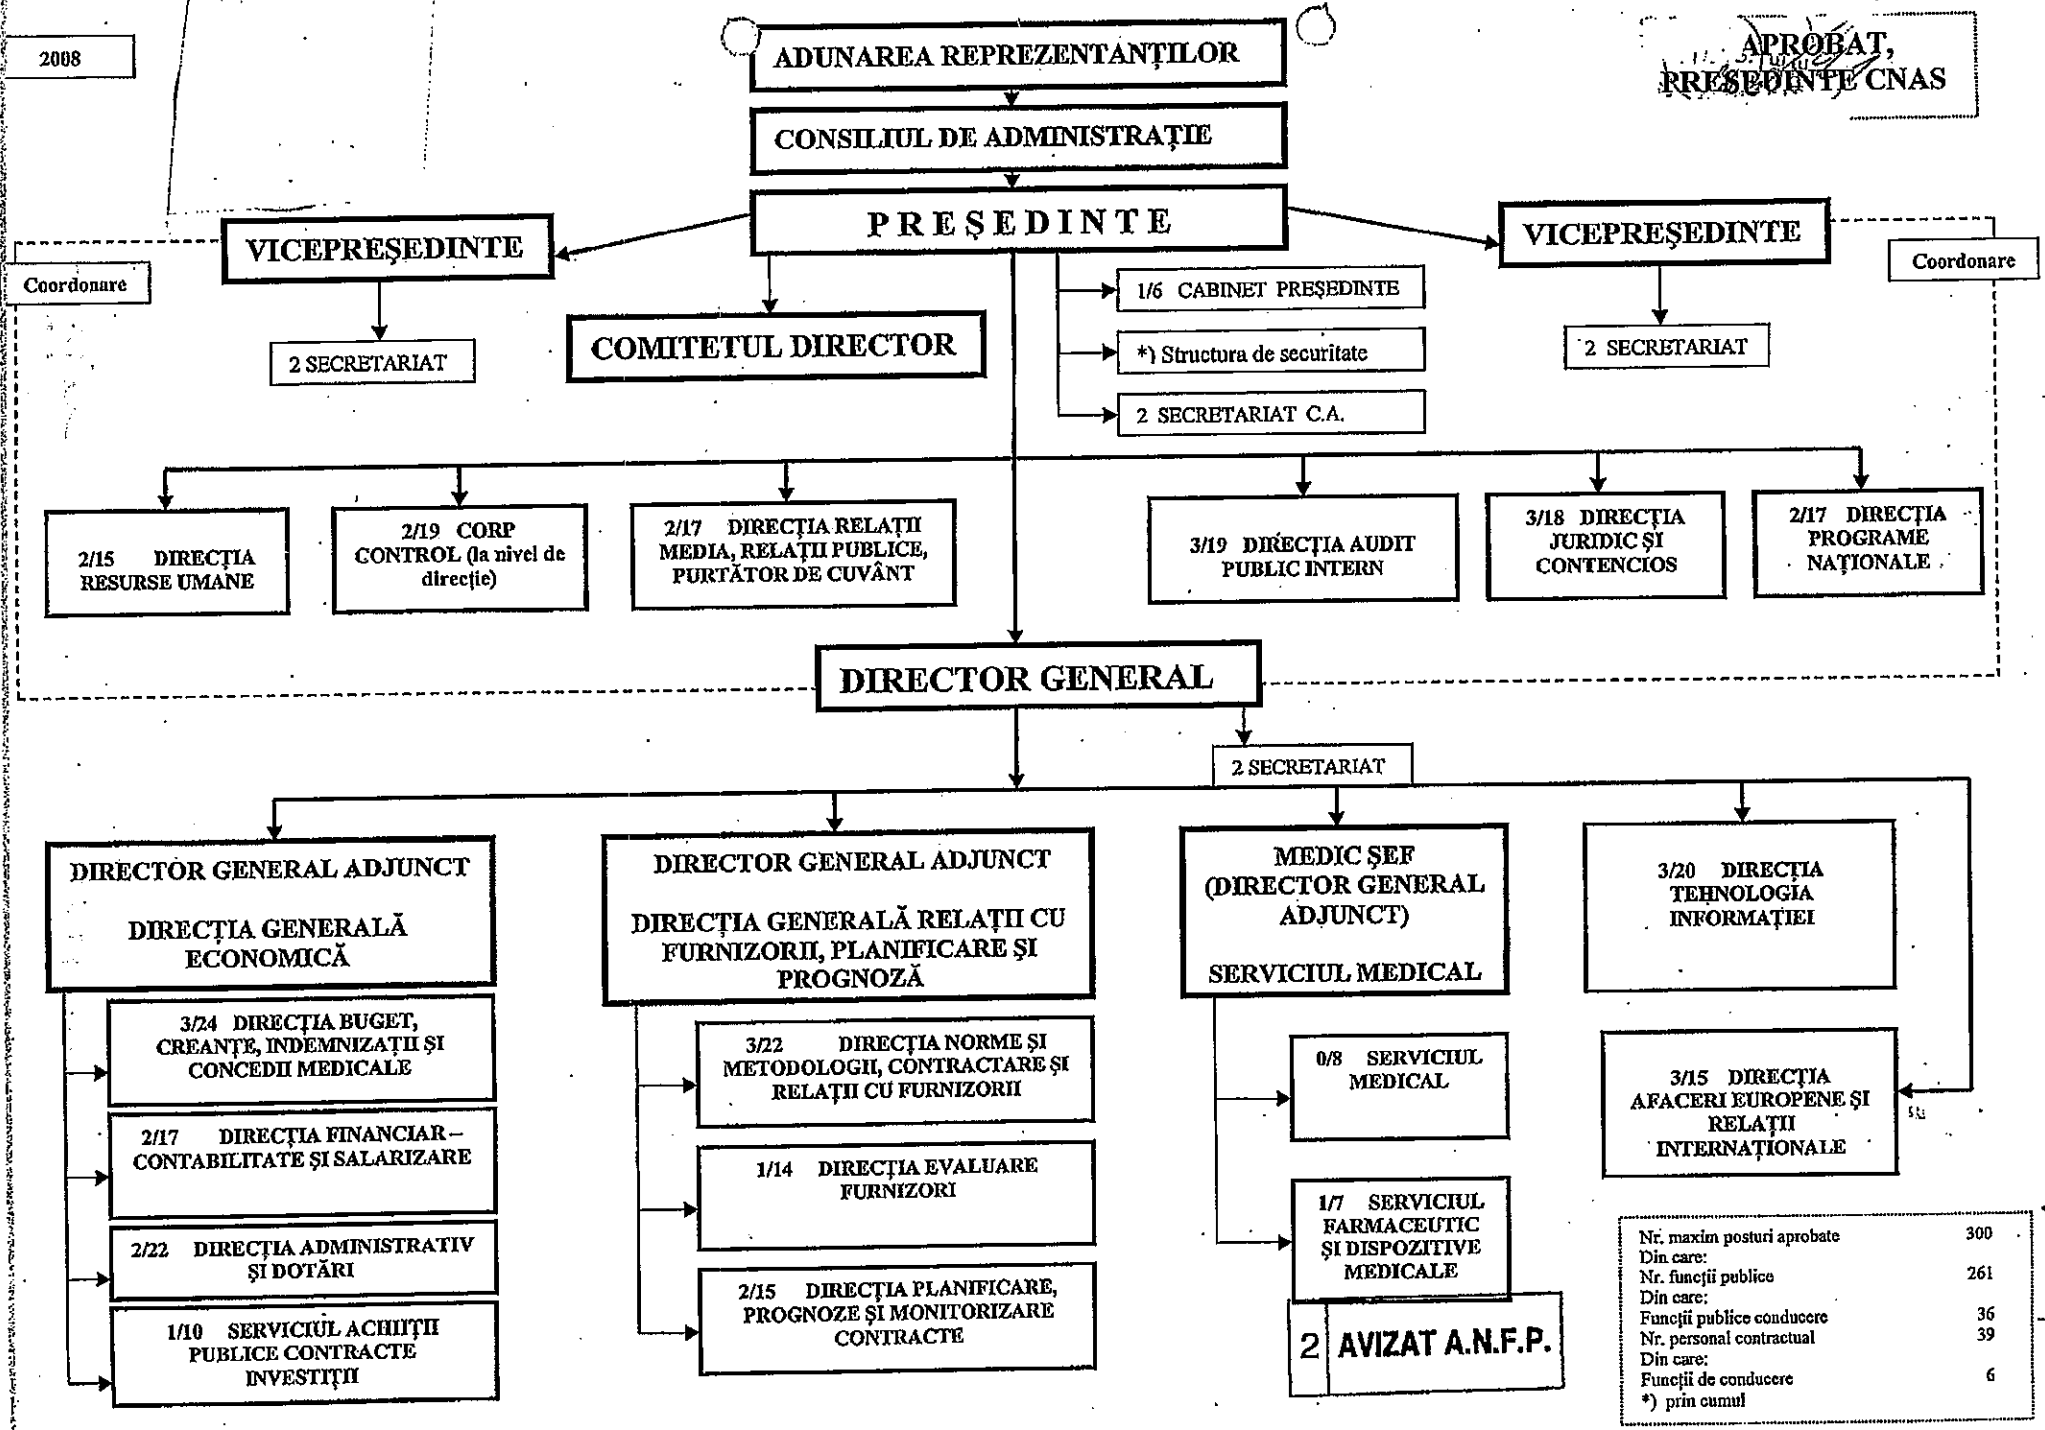 2008
ADUNAREA REPREZENTANȚILOR
APROBAT,
PREȘEDINTE CNAS
CONSILIUL DE ADMINISTRAȚIE
PREȘEDINTE
VICEPREȘEDINTE
VICEPREȘEDINTE
Coordonare
Coordonare
1/6 CABINET PREȘEDINTE
COMITETUL DIRECTOR
*) Structura de securitate
2 SECRETARIAT
2 SECRETARIAT
2 SECRETARIAT C.A.
2/15 DIRECȚIA
RESURSE UMANE
2/19 CORP
CONTROL (la nivel de
direcție)
2/17 DIRECȚIA RELAȚII
MEDIA, RELAȚII PUBLICE,
PURTĂTOR DE CUVÂNT
3/19 DIRECȚIA AUDIT
PUBLIC INTERN
3/18 DIRECȚIA
JURIDIC ȘI
CONTENCIOS
2/17 DIRECȚIA
PROGRAME
NAȚIONALE
DIRECTOR GENERAL
2 SECRETARIAT
DIRECTOR GENERAL ADJUNCT
DIRECȚIA GENERALĂ
ECONOMICĂ
3/24 DIRECȚIA BUGET,
CREANȚE, INDEMNIZAȚII ȘI
CONCEDII MEDICALE
2/17 DIRECȚIA FINANCIAR –
CONTABILITATE ȘI SALARIZARE
2/22 DIRECȚIA ADMINISTRATIV
ȘI DOTĂRI
1/10 SERVICIUL ACHIIȚII
PUBLICE CONTRACTE
INVESTIȚII
DIRECTOR GENERAL ADJUNCT
DIRECȚIA GENERALĂ RELAȚII CU
FURNIZORII, PLANIFICARE ȘI
PROGNOZĂ
3/22 DIRECȚIA NORME ȘI
METODOLOGII, CONTRACTARE ȘI
RELAȚII CU FURNIZORII
1/14 DIRECȚIA EVALUARE
FURNIZORI
2/15 DIRECȚIA PLANIFICARE,
PROGNOZE ȘI MONITORIZARE
CONTRACTE
MEDIC ȘEF
(DIRECTOR GENERAL
ADJUNCT)
SERVICIUL MEDICAL
0/8 SERVICIUL
MEDICAL
1/7 SERVICIUL
FARMACEUTIC
ȘI DISPOZITIVE
MEDICALE
2 AVIZAT A.N.F.P.
3/20 DIRECȚIA
TEHNOLOGIA
INFORMAȚIEI
3/15 DIRECȚIA
AFACERI EUROPENE ȘI
RELAȚII
INTERNAȚIONALE
Nr. maxim posturi aprobate 300
Din care:
Nr. funcții publice 261
Din care:
Funcții publice conducere 36
Nr. personal contractual 39
Din care:
Funcții de conducere 6
*) prin cumul